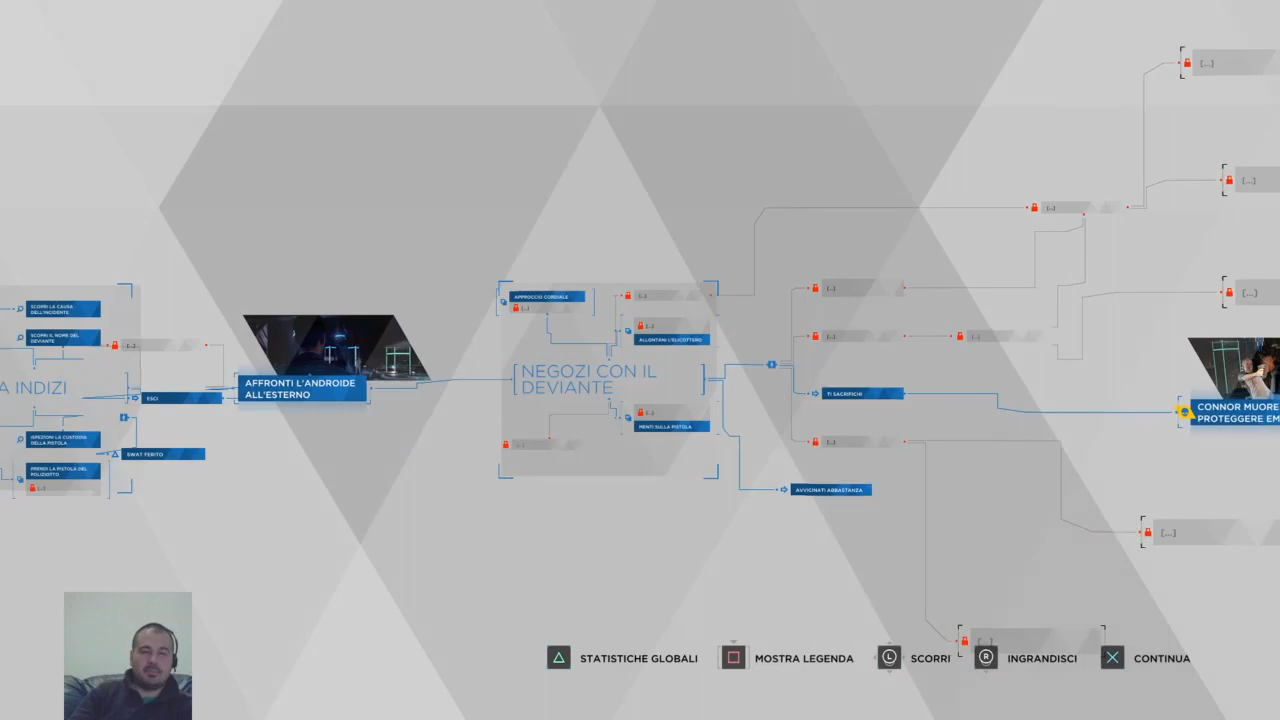 SCOPRI LA CAUSA
DELL'INCIDENTE
SCOPRI IL NOME DEL
DEVIANTE
[...]
A INDIZI
ESCI
ISPEZIONI LA CUSTODIA
DELLA PISTOLA
SWAT FERITO
PRENDI LA PISTOLA DEL
POLIZIOTTO
[...]
AFFRONTI L'ANDROIDE
ALL'ESTERNO
APPROCCIO CORDIALE
[...]
[...]
[...]
ALLONTANI L'ELICOTTERO
NEGOZI CON IL
DEVIANTE
[...]
MENTI SULLA PISTOLA
[...]
[...]
[...]
TI SACRIFICHI
[...]
AVVICINATI ABBASTANZA
[...]
[...]
[...]
[...]
[...]
CONNOR MUORE
PROTEGGERE EM
[...]
[...]
STATISTICHE GLOBALI
MOSTRA LEGENDA
L
SCORRI
R
INGRANDISCI
CONTINUA